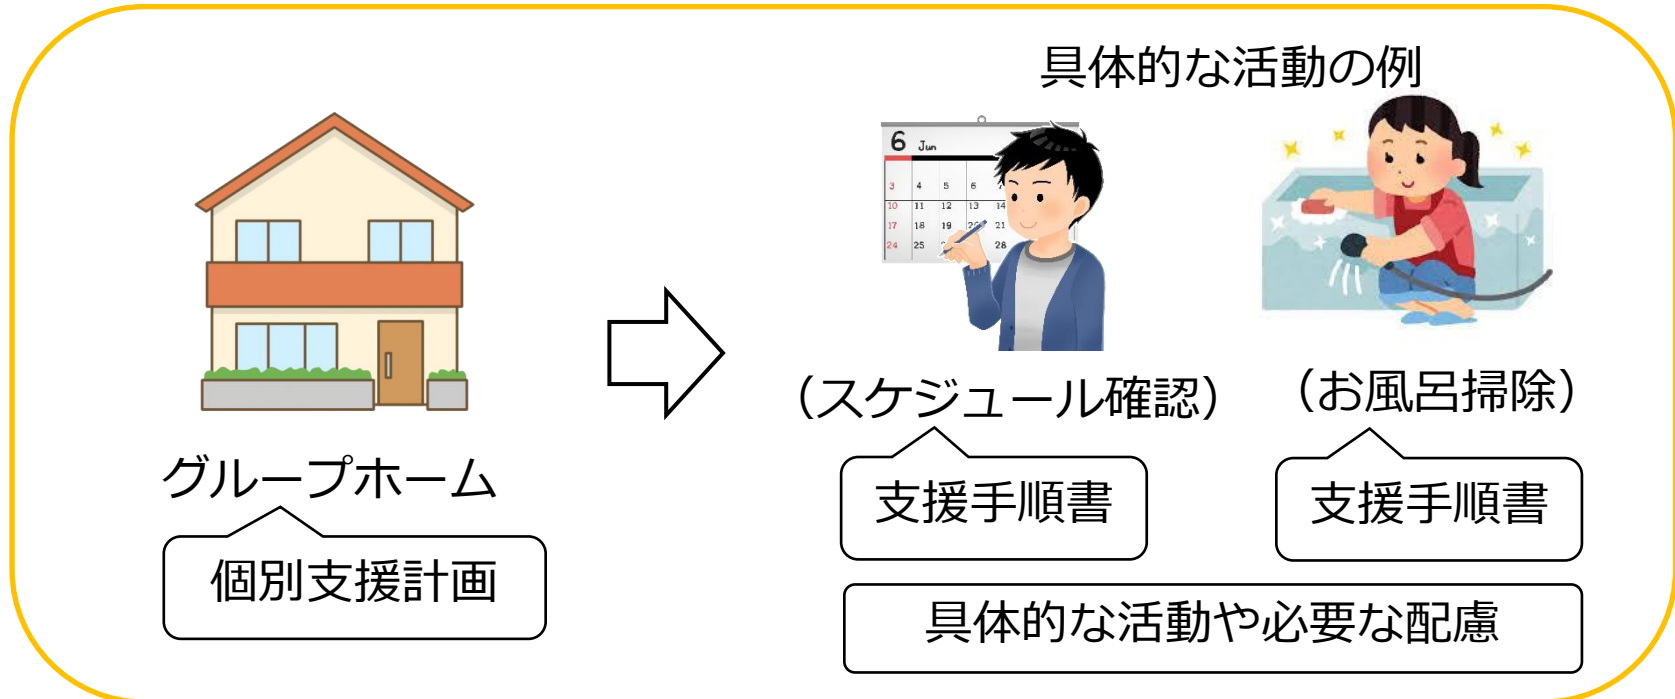 具体的な活動の例
6 Jun
3 4 5 6 7
10 11 12 13 14
17 18 19 20 21
24 25 28
(スケジュール確認)
(お風呂掃除)
支援手順書
支援手順書
グループホーム
個別支援計画
具体的な活動や必要な配慮